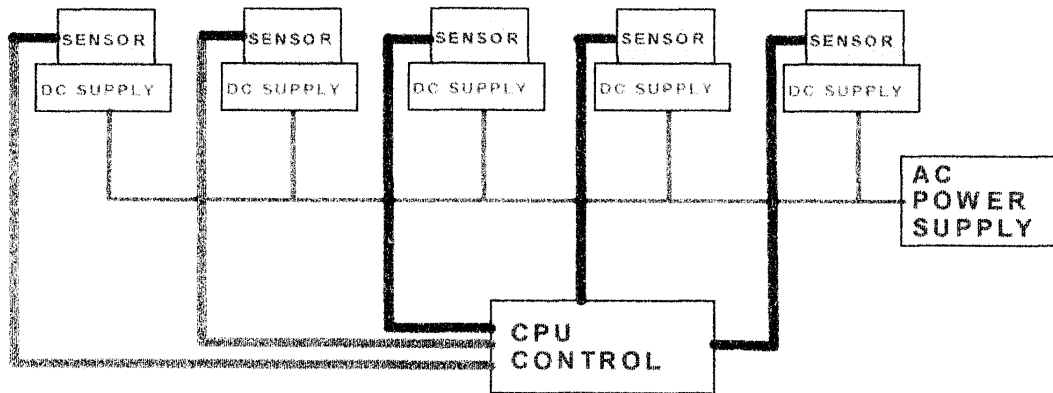 SENSOR
SENSOR
SENSOR
SENSOR
SENSOR
DC SUPPLY
DC SUPPLY
DC SUPPLY
DC SUPPLY
DC SUPPLY
AC
POWER
SUPPLY
CPU
CONTROL